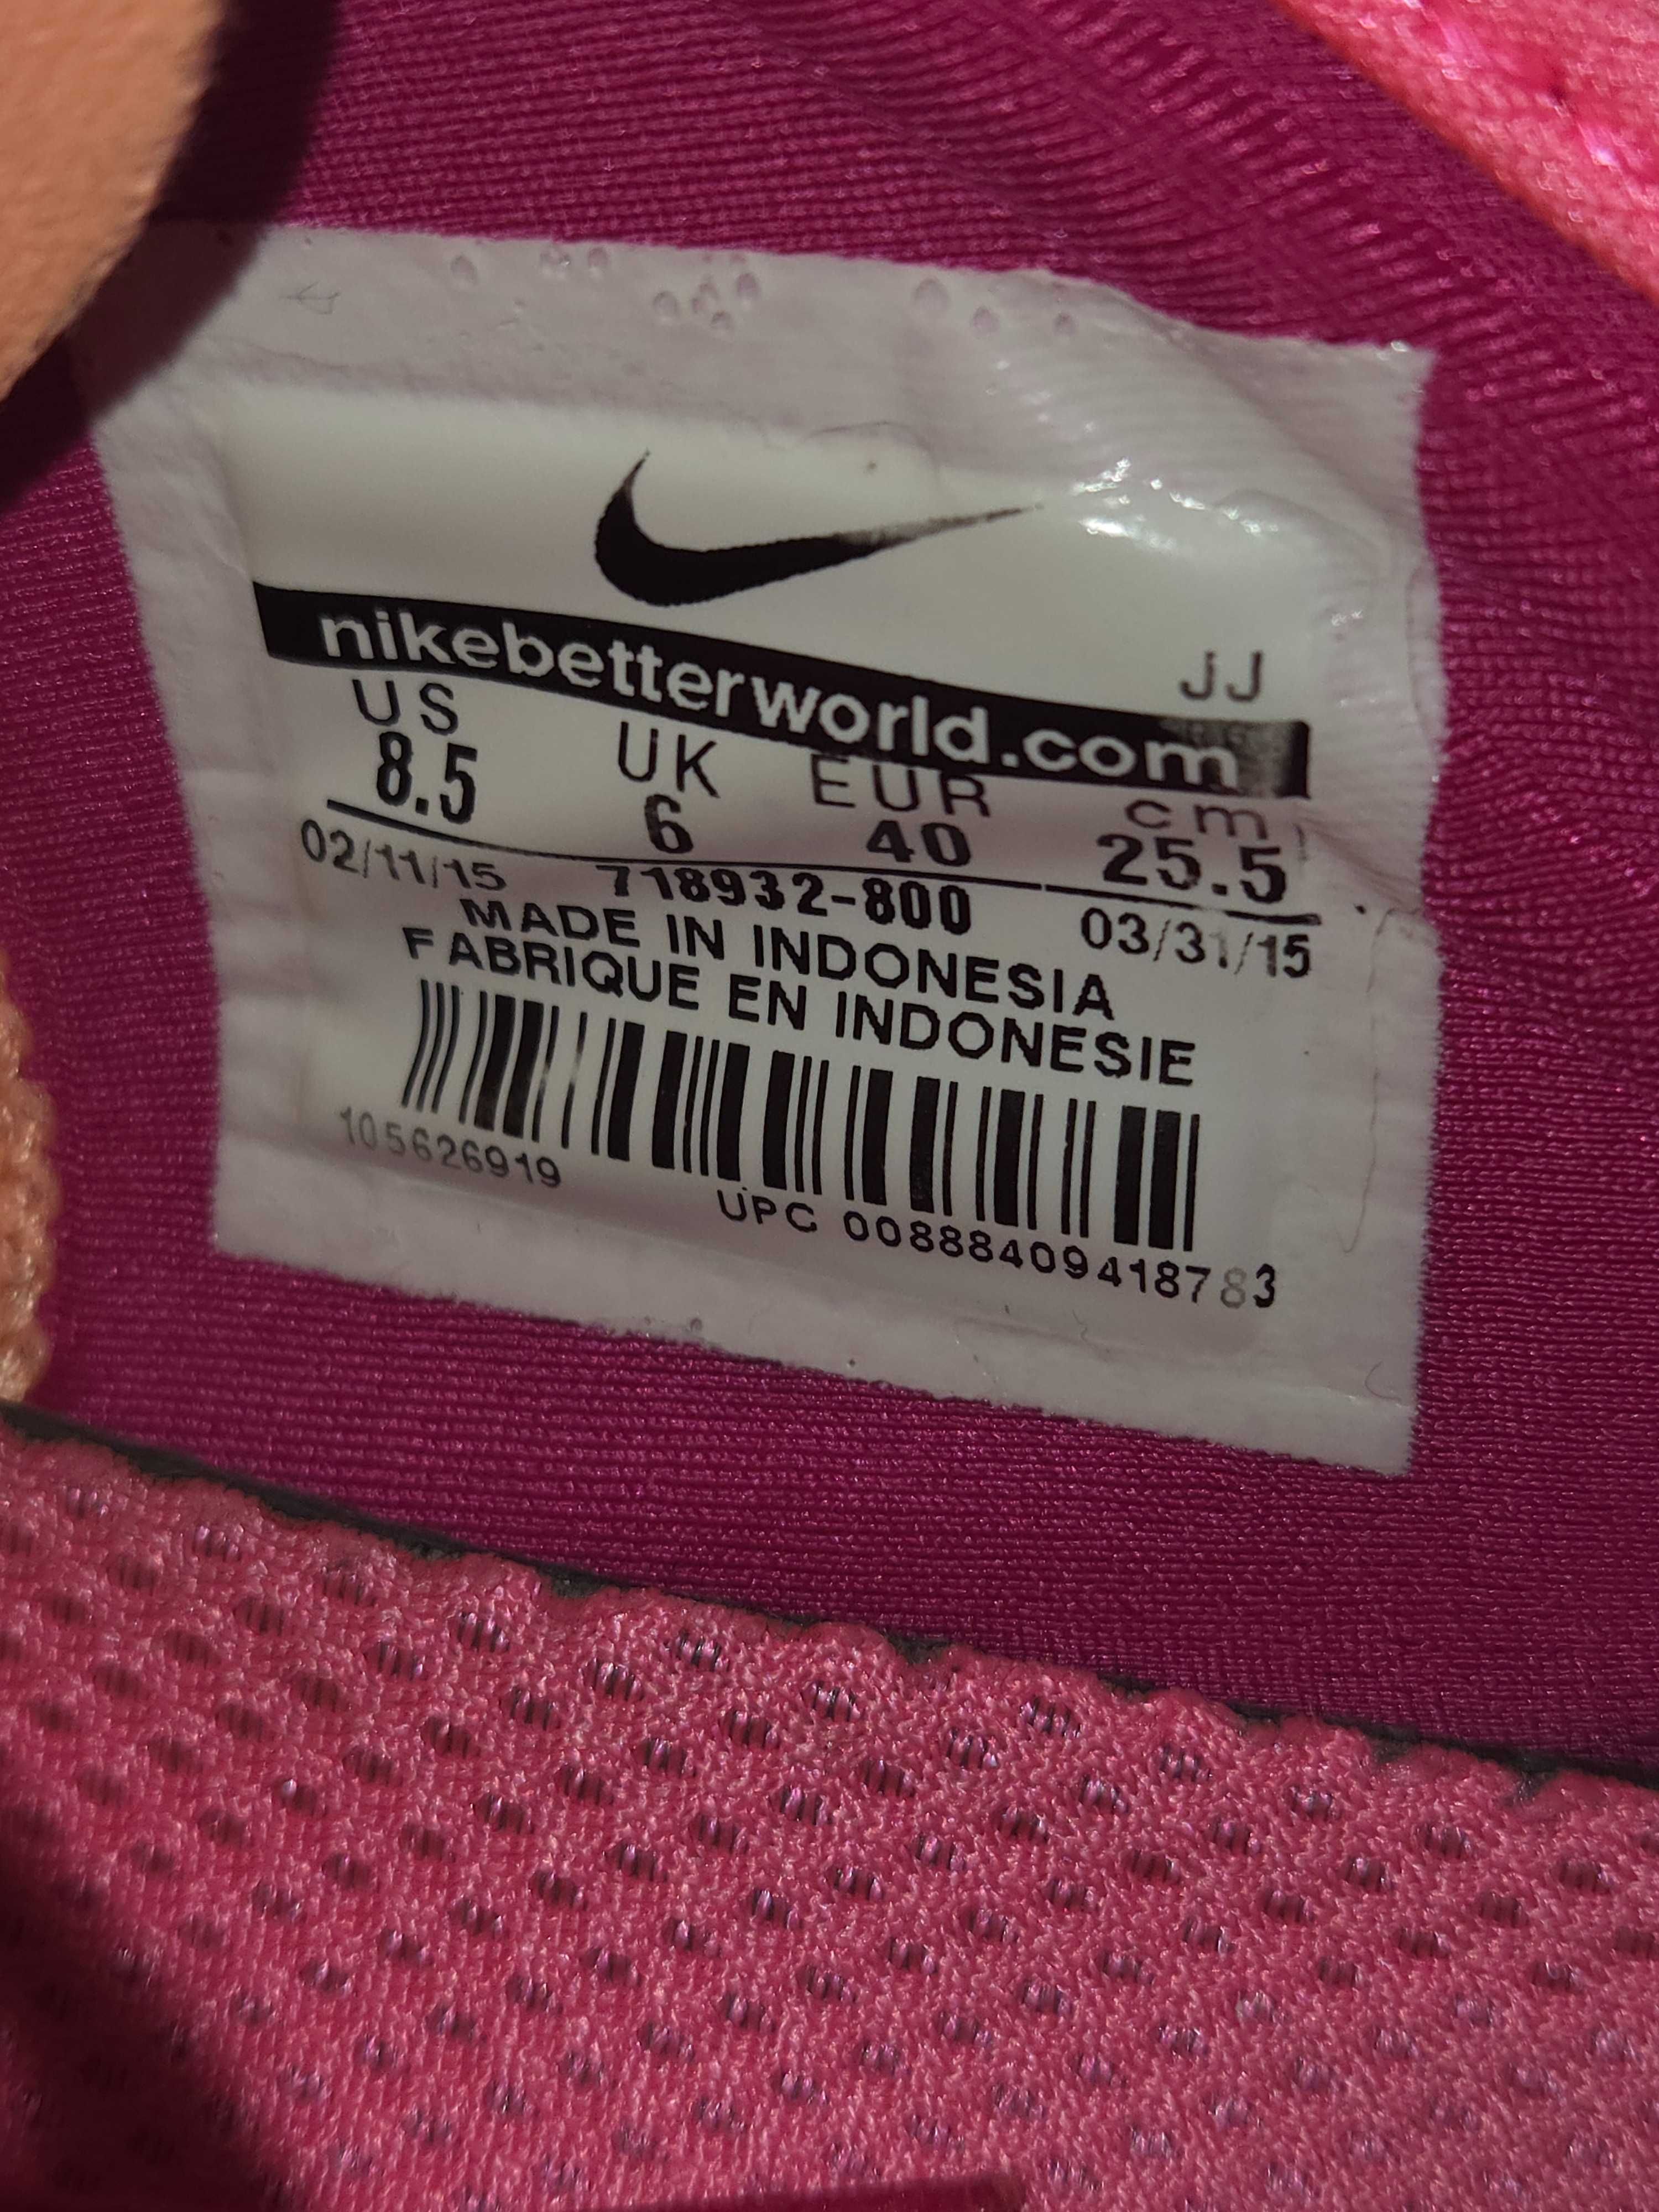 JJ
nikebetterworld.com
US UK EUR cm
8.5 6 40 25.5
02/11/15 718932-800 03/31/15
MADE IN INDONESIA
FABRIQUE EN INDONESIE
105626919
UPC 00888409418783